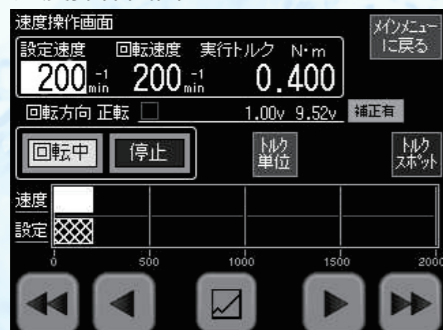 速度操作画面
メインメニュー
に戻る
設定速度 回転速度 実行トルク N・m
200 min-1 200 min-1 0.400
回転方向 正転 1.00v 9.52v 補正有
回転中 停止 トルク単位 トルクスポット
速度
設定
0 500 1000 1500 2000